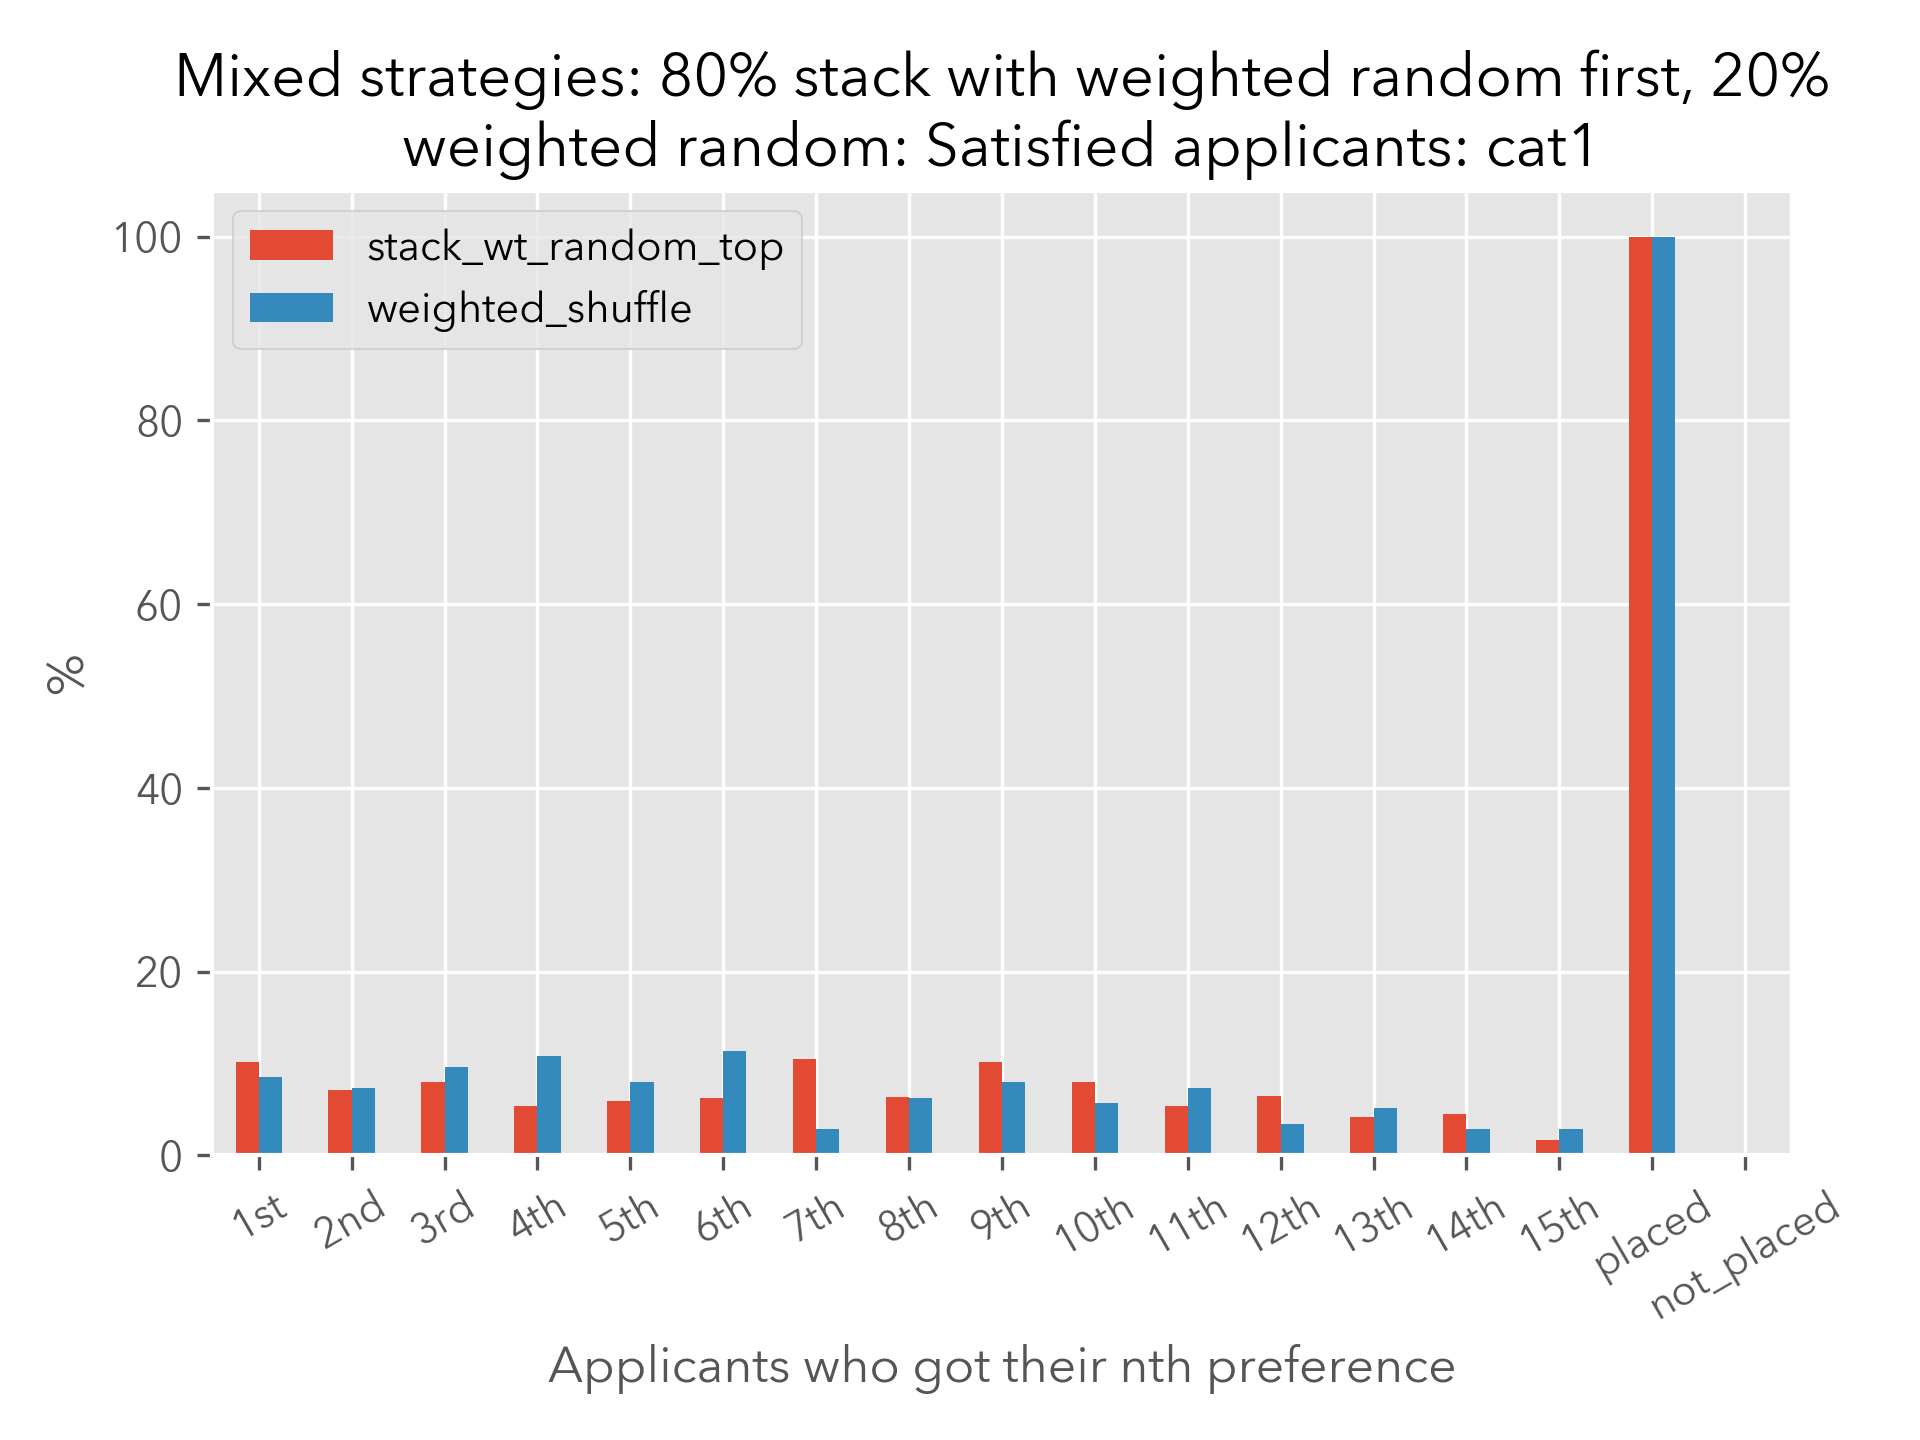 Mixed strategies: 80% stack with weighted random first, 20%
weighted random: Satisfied applicants: cat1
stack_wt_random_top
weighted_shuffle
100
80
60
40
20
0
%
1st
2nd
3rd
4th
5th
6th
7th
8th
9th
10th
11th
12th
13th
14th
15th
placed
not_placed
Applicants who got their nth preference